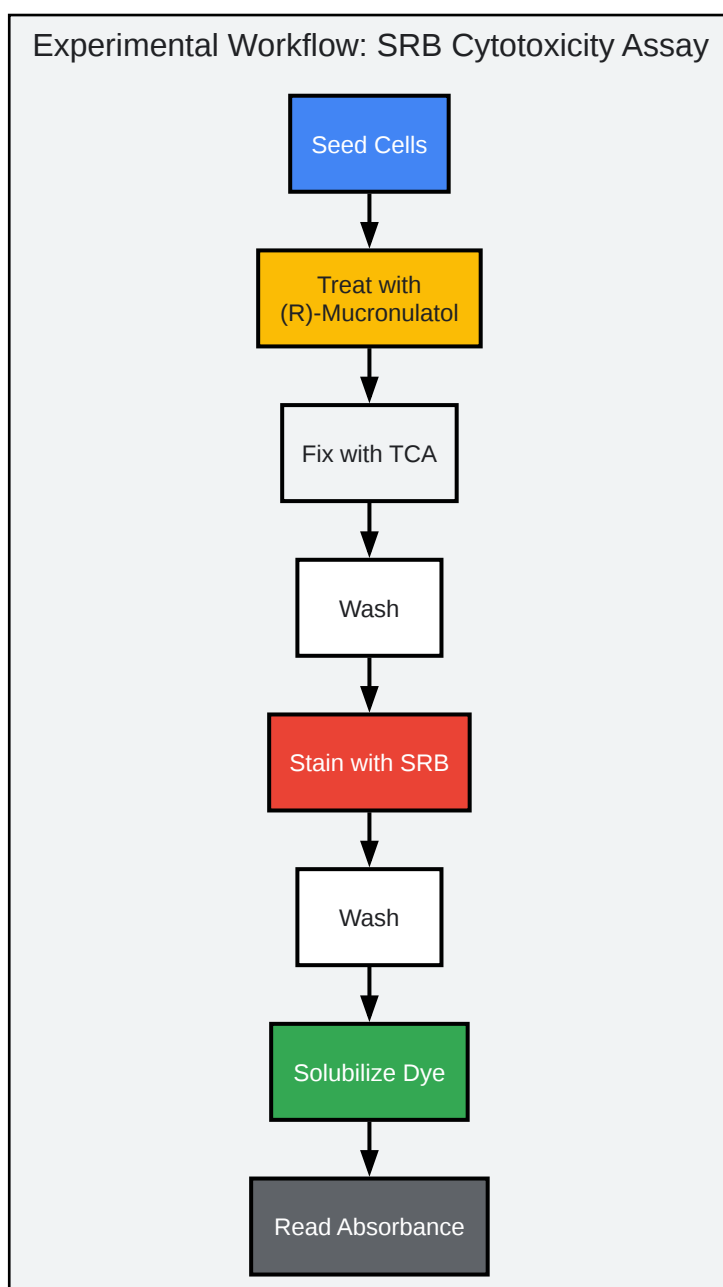 Experimental Workflow: SRB Cytotoxicity Assay
Seed Cells
Treat with
(R)-Mucronulatol
Fix with TCA
Wash
Stain with SRB
Wash
Solubilize Dye
Read Absorbance